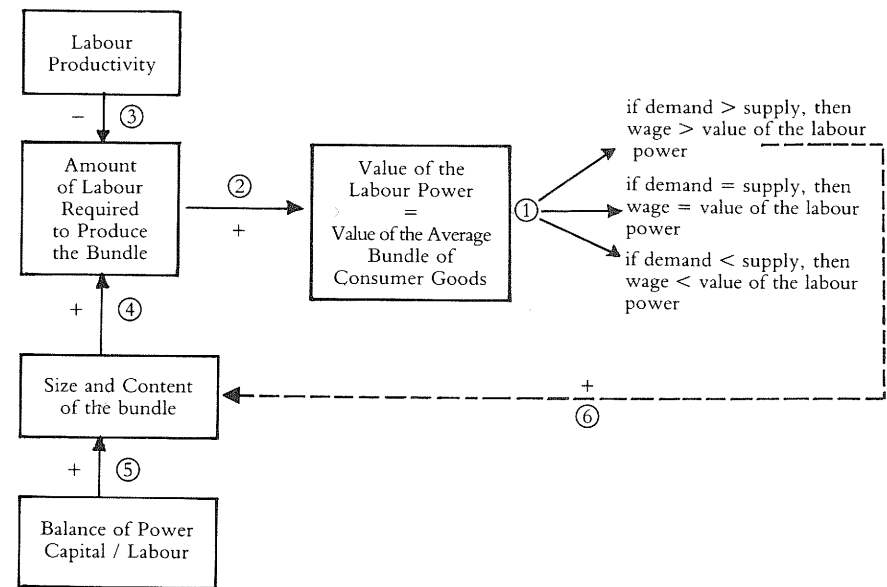 Labour
Productivity
− ③
Amount
of Labour
Required
to Produce
the Bundle
②
+
Value of the
Labour Power
=
Value of the Average
Bundle of
Consumer Goods
①
if demand > supply, then
wage > value of the labour
power
if demand = supply, then
wage = value of the labour
power
if demand < supply, then
wage < value of the labour
power
+ ④
Size and Content
of the bundle
+
⑥
+ ⑤
Balance of Power
Capital / Labour